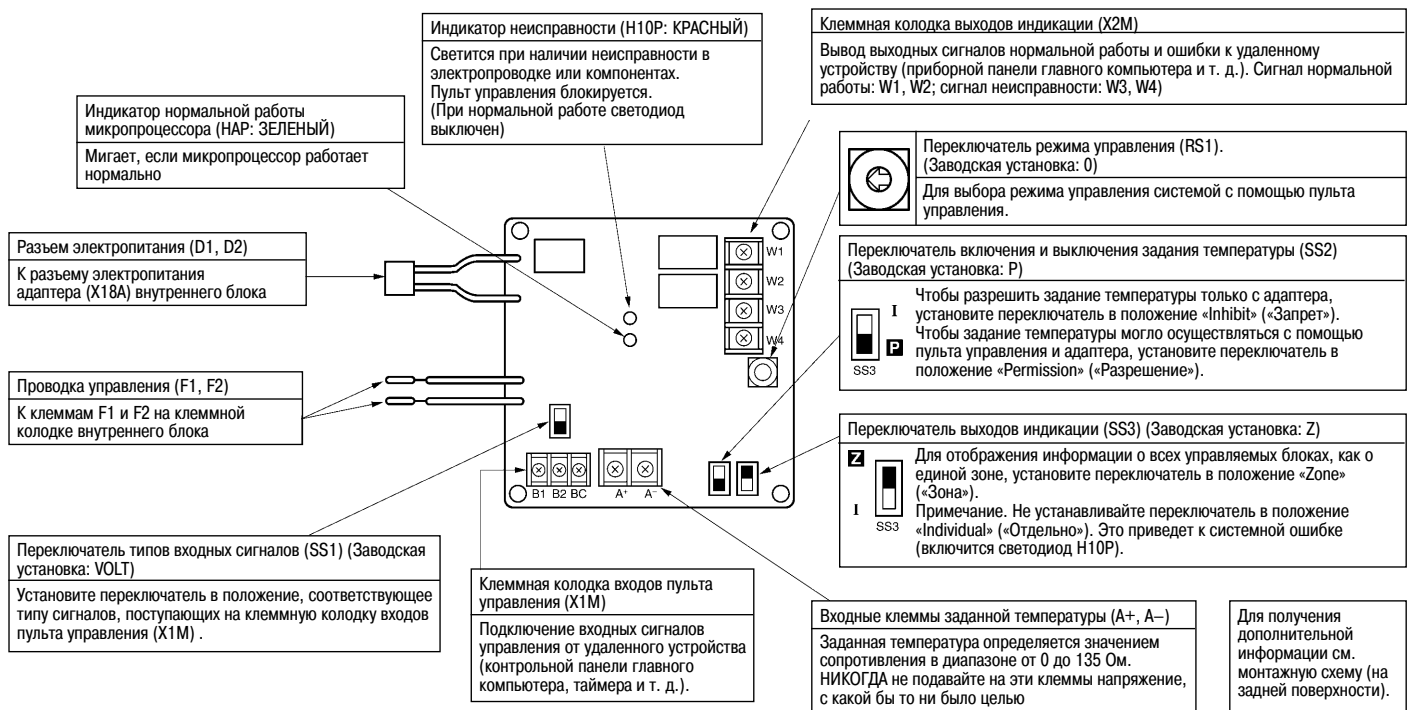 Индикатор неисправности (H10P: КРАСНЫЙ)
Светится при наличии неисправности в
электропроводке или компонентах.
Пульт управления блокируется.
(При нормальной работе светодиод
выключен)
Клеммная колодка выходов индикации (X2M)
Вывод выходных сигналов нормальной работы и ошибки к удаленному
устройству (приборной панели главного компьютера и т. д.). Сигнал нормальной
работы: W1, W2; сигнал неисправности: W3, W4)
Индикатор нормальной работы
микропроцессора (HAP: ЗЕЛЕНЫЙ)
Мигает, если микропроцессор работает
нормально
Переключатель режима управления (RS1).
(Заводская установка: 0)
Для выбора режима управления системой с помощью пульта
управления.
Разъем электропитания (D1, D2)
К разъему электропитания
адаптера (X18A) внутреннего блока
W1
W2
W3
W4
Переключатель включения и выключения задания температуры (SS2)
(Заводская установка: P)
I
P
SS3
Чтобы разрешить задание температуры только с адаптера,
установите переключатель в положение «Inhibit» («Запрет»).
Чтобы задание температуры могло осуществляться с помощью
пульта управления и адаптера, установите переключатель в
положение «Permission» («Разрешение»).
Проводка управления (F1, F2)
К клеммам F1 и F2 на клеммной
колодке внутреннего блока
B1 B2 BC A+ A–
Переключатель выходов индикации (SS3) (Заводская установка: Z)
Z
I
SS3
Для отображения информации о всех управляемых блоках, как о
единой зоне, установите переключатель в положение «Zone»
(«Зона»).
Примечание. Не устанавливайте переключатель в положение
«Individual» («Отдельно»). Это приведет к системной ошибке
(включится светодиод H10P).
Переключатель типов входных сигналов (SS1) (Заводская
установка: VOLT)
Установите переключатель в положение, соответствующее
типу сигналов, поступающих на клеммную колодку входов
пульта управления (X1M) .
Клеммная колодка входов пульта
управления (X1M)
Подключение входных сигналов
управления от удаленного устройства
(контрольной панели главного
компьютера, таймера и т. д.).
Входные клеммы заданной температуры (A+, A–)
Заданная температура определяется значением
сопротивления в диапазоне от 0 до 135 Ом.
НИКОГДА не подавайте на эти клеммы напряжение,
с какой бы то ни было целью
Для получения
дополнительной
информации см.
монтажную схему (на
задней поверхности).